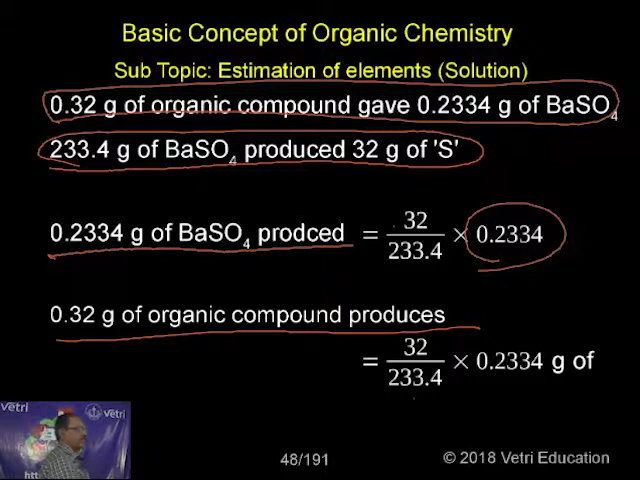 Basic Concept of Organic Chemistry
Sub Topic: Estimation of elements (Solution)
0.32 g of organic compound gave 0.2334 g of BaSO₄
233.4 g of BaSO₄ produced 32 g of 'S'
0.2334 g of BaSO₄ prodced = 32/233.4 × 0.2334
0.32 g of organic compound produces
= 32/233.4 × 0.2334 g of
vetri
Vetri
htt
48/191
© 2018 Vetri Education